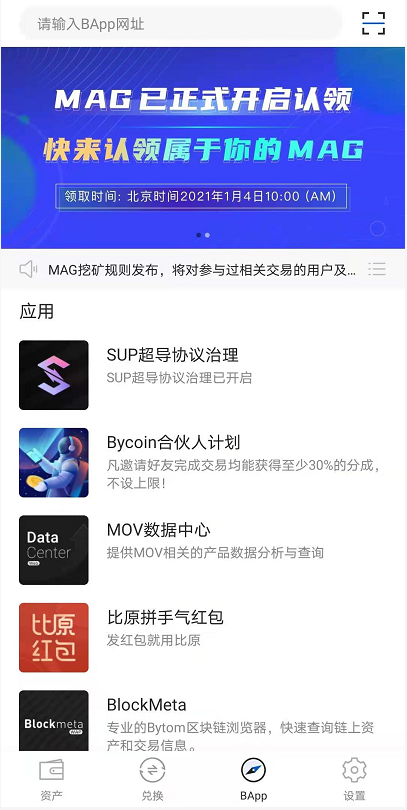 请输入BApp网址
MAG已正式开启认领
快来认领属于你的MAG
领取时间：北京时间2021年1月4日10:00（AM）
MAG挖矿规则发布，将对参与过相关交易的用户及...
应用
SUP超导协议治理
SUP超导协议治理已开启
Bycoin合伙人计划
凡邀请好友完成交易均能获得至少30%的分成，
不设上限！
Data
Center
MOV
MOV数据中心
提供MOV相关的产品数据分析与查询
比原
红包
比原拼手气红包
发红包就用比原
Blockmeta
WAP
BlockMeta
专业的Bytom区块链浏览器，快速查询链上资
产和交易信息。
资产
兑换
BApp
设置